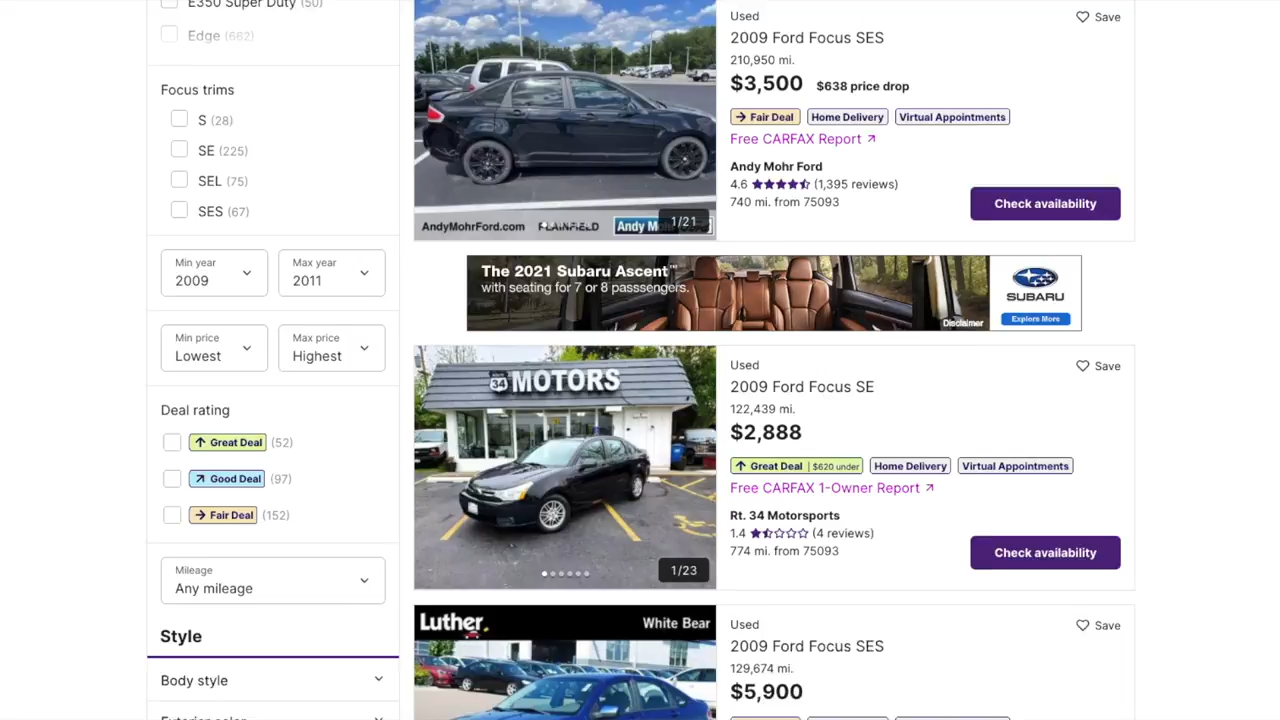 E350 Super Duty (50)
Edge (662)
Focus trims
S (28)
SE (225)
SEL (75)
SES (67)
Min year
2009
Max year
2011
Min price
Lowest
Max price
Highest
Deal rating
Great Deal (52)
Good Deal (97)
Fair Deal (152)
Mileage
Any mileage
Style
Body style
Exterior color
AndyMohrFord.com
PLAINFIELD
Andy M
1/21
Used
Save
2009 Ford Focus SES
210,950 mi.
$3,500 $638 price drop
Fair Deal Home Delivery Virtual Appointments
Free CARFAX Report
Andy Mohr Ford
4.6 (1,395 reviews)
740 mi. from 75093
Check availability
The 2021 Subaru Ascent™
with seating for 7 or 8 passsengers.
Disclaimer
SUBARU
Explore More
34 MOTORS
1/23
Used
Save
2009 Ford Focus SE
122,439 mi.
$2,888
Great Deal | $620 under Home Delivery Virtual Appointments
Free CARFAX 1-Owner Report
Rt. 34 Motorsports
1.4 (4 reviews)
774 mi. from 75093
Check availability
Luther
White Bear
Used
Save
2009 Ford Focus SES
129,674 mi.
$5,900